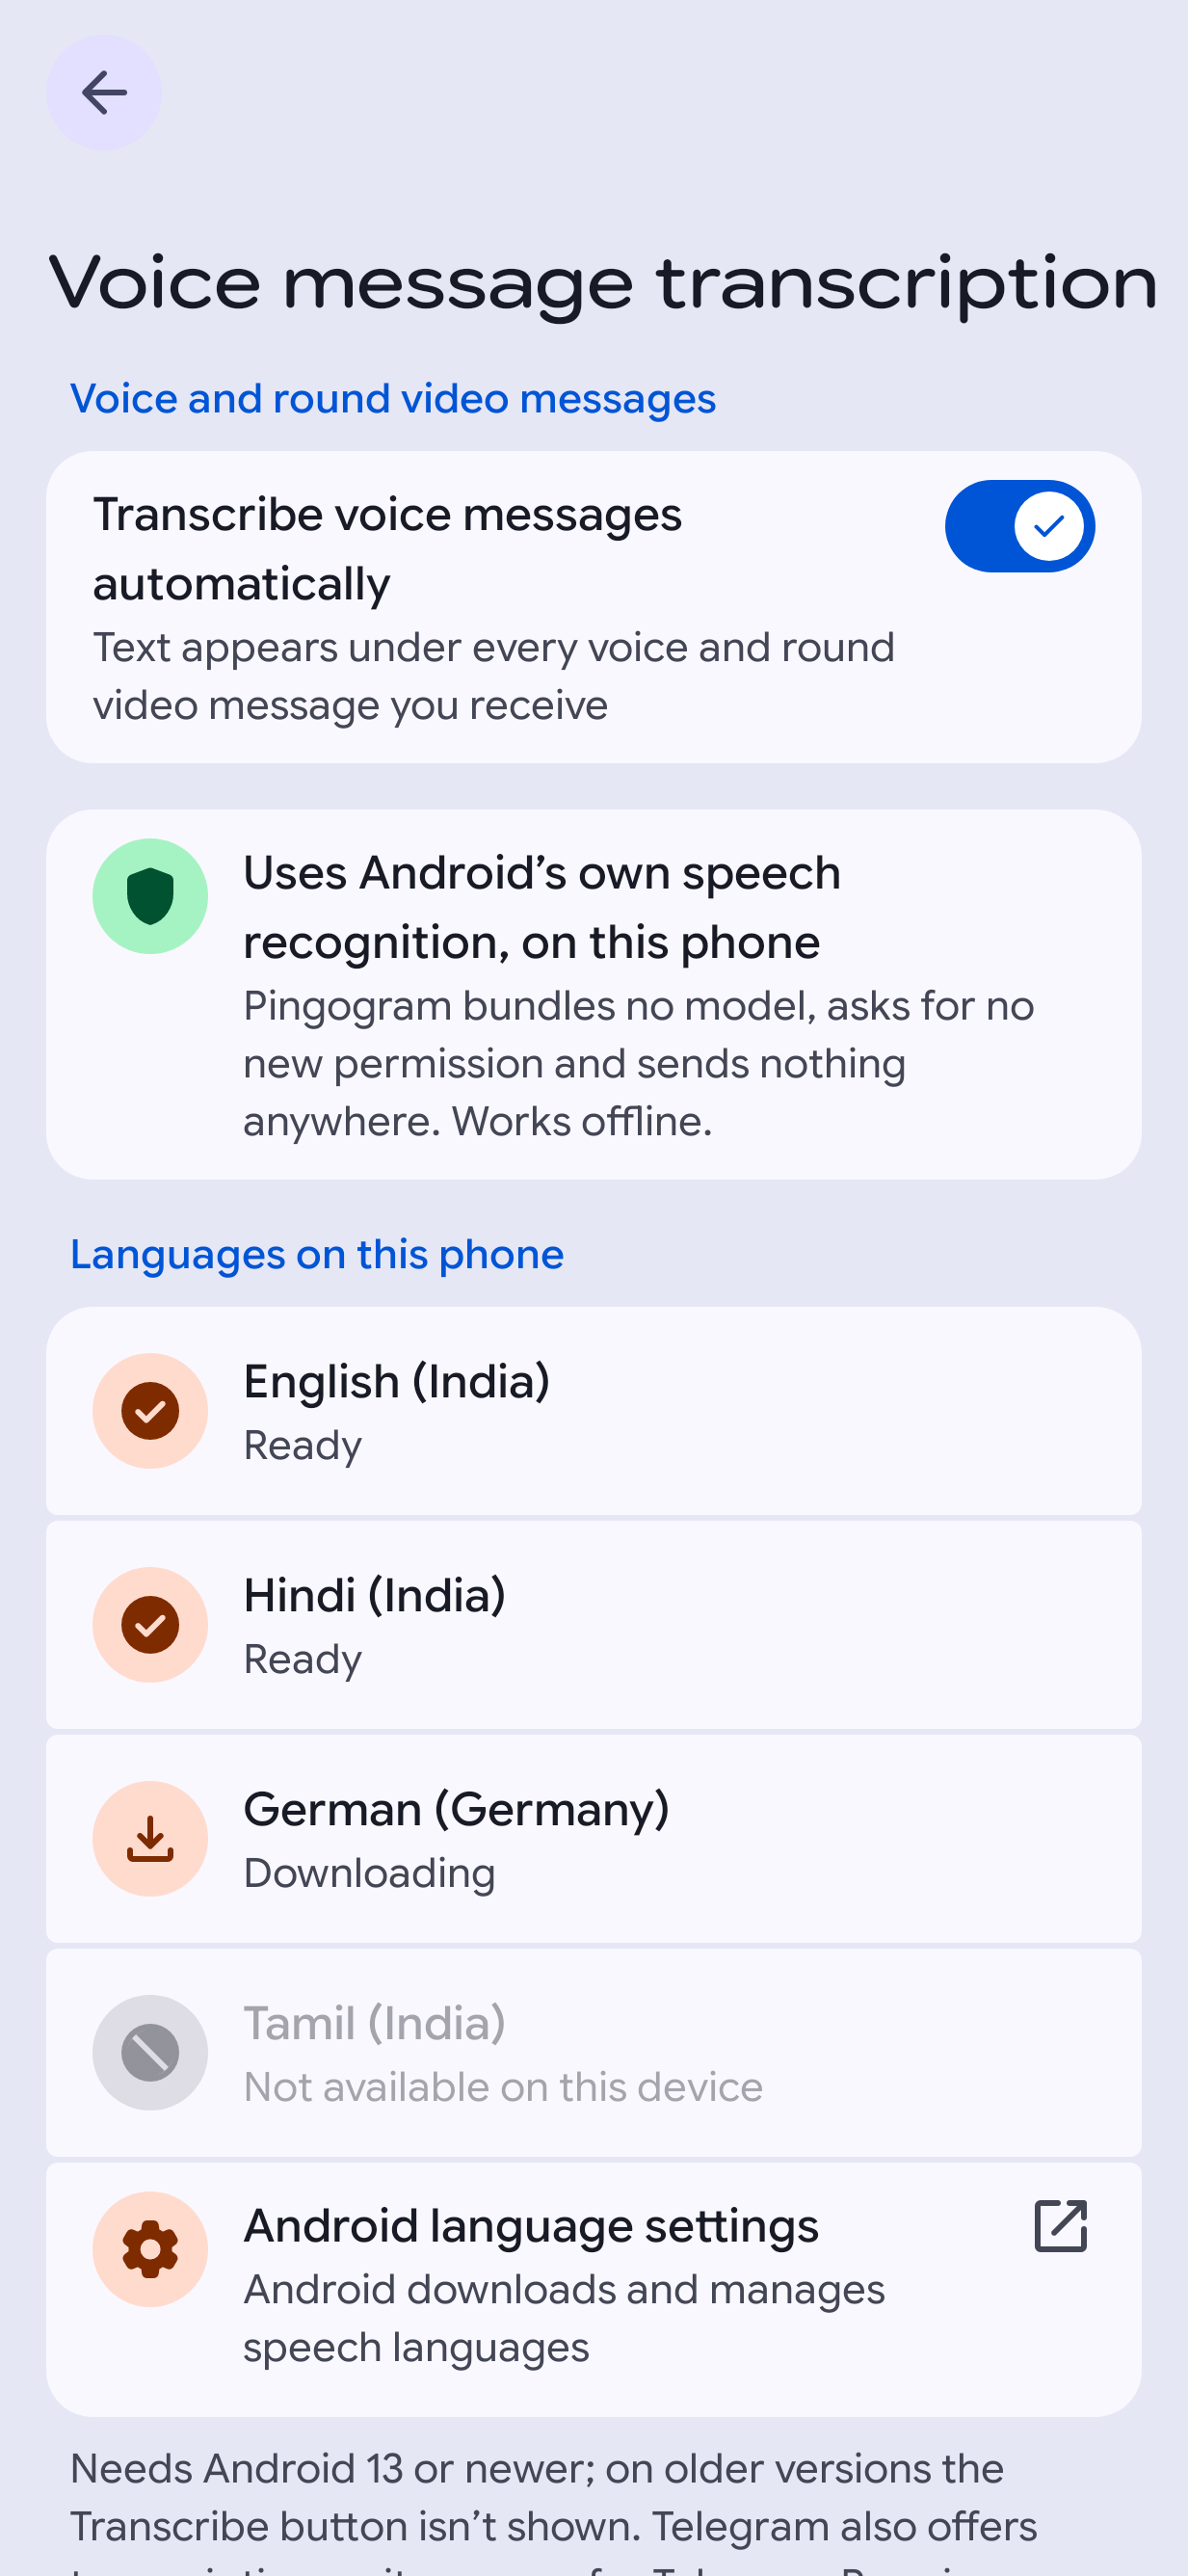 Voice message transcription
Voice and round video messages
Transcribe voice messages
automatically
Text appears under every voice and round
video message you receive
Uses Android’s own speech
recognition, on this phone
Pingogram bundles no model, asks for no
new permission and sends nothing
anywhere. Works offline.
Languages on this phone
English (India)
Ready
Hindi (India)
Ready
German (Germany)
Downloading
Tamil (India)
Not available on this device
Android language settings
Android downloads and manages
speech languages
Needs Android 13 or newer; on older versions the
Transcribe button isn’t shown. Telegram also offers